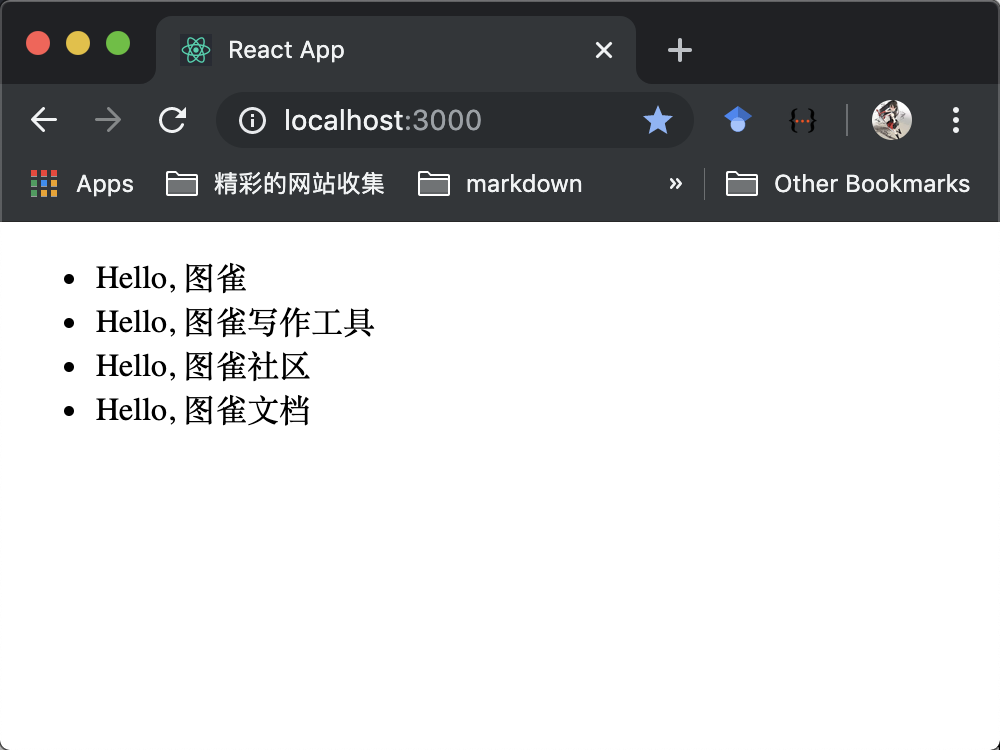 React App
localhost:3000
Apps 精彩的网站收集 markdown » Other Bookmarks
Hello, 图雀
Hello, 图雀写作工具
Hello, 图雀社区
Hello, 图雀文档